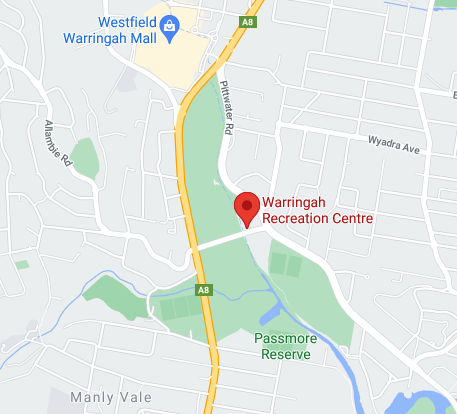 Westfield
Warringah Mall
A8
Pittwater Rd
Allambie Rd
Wyadra Ave
E
Warringah
Recreation Centre
A8
Passmore
Reserve
Manly Vale